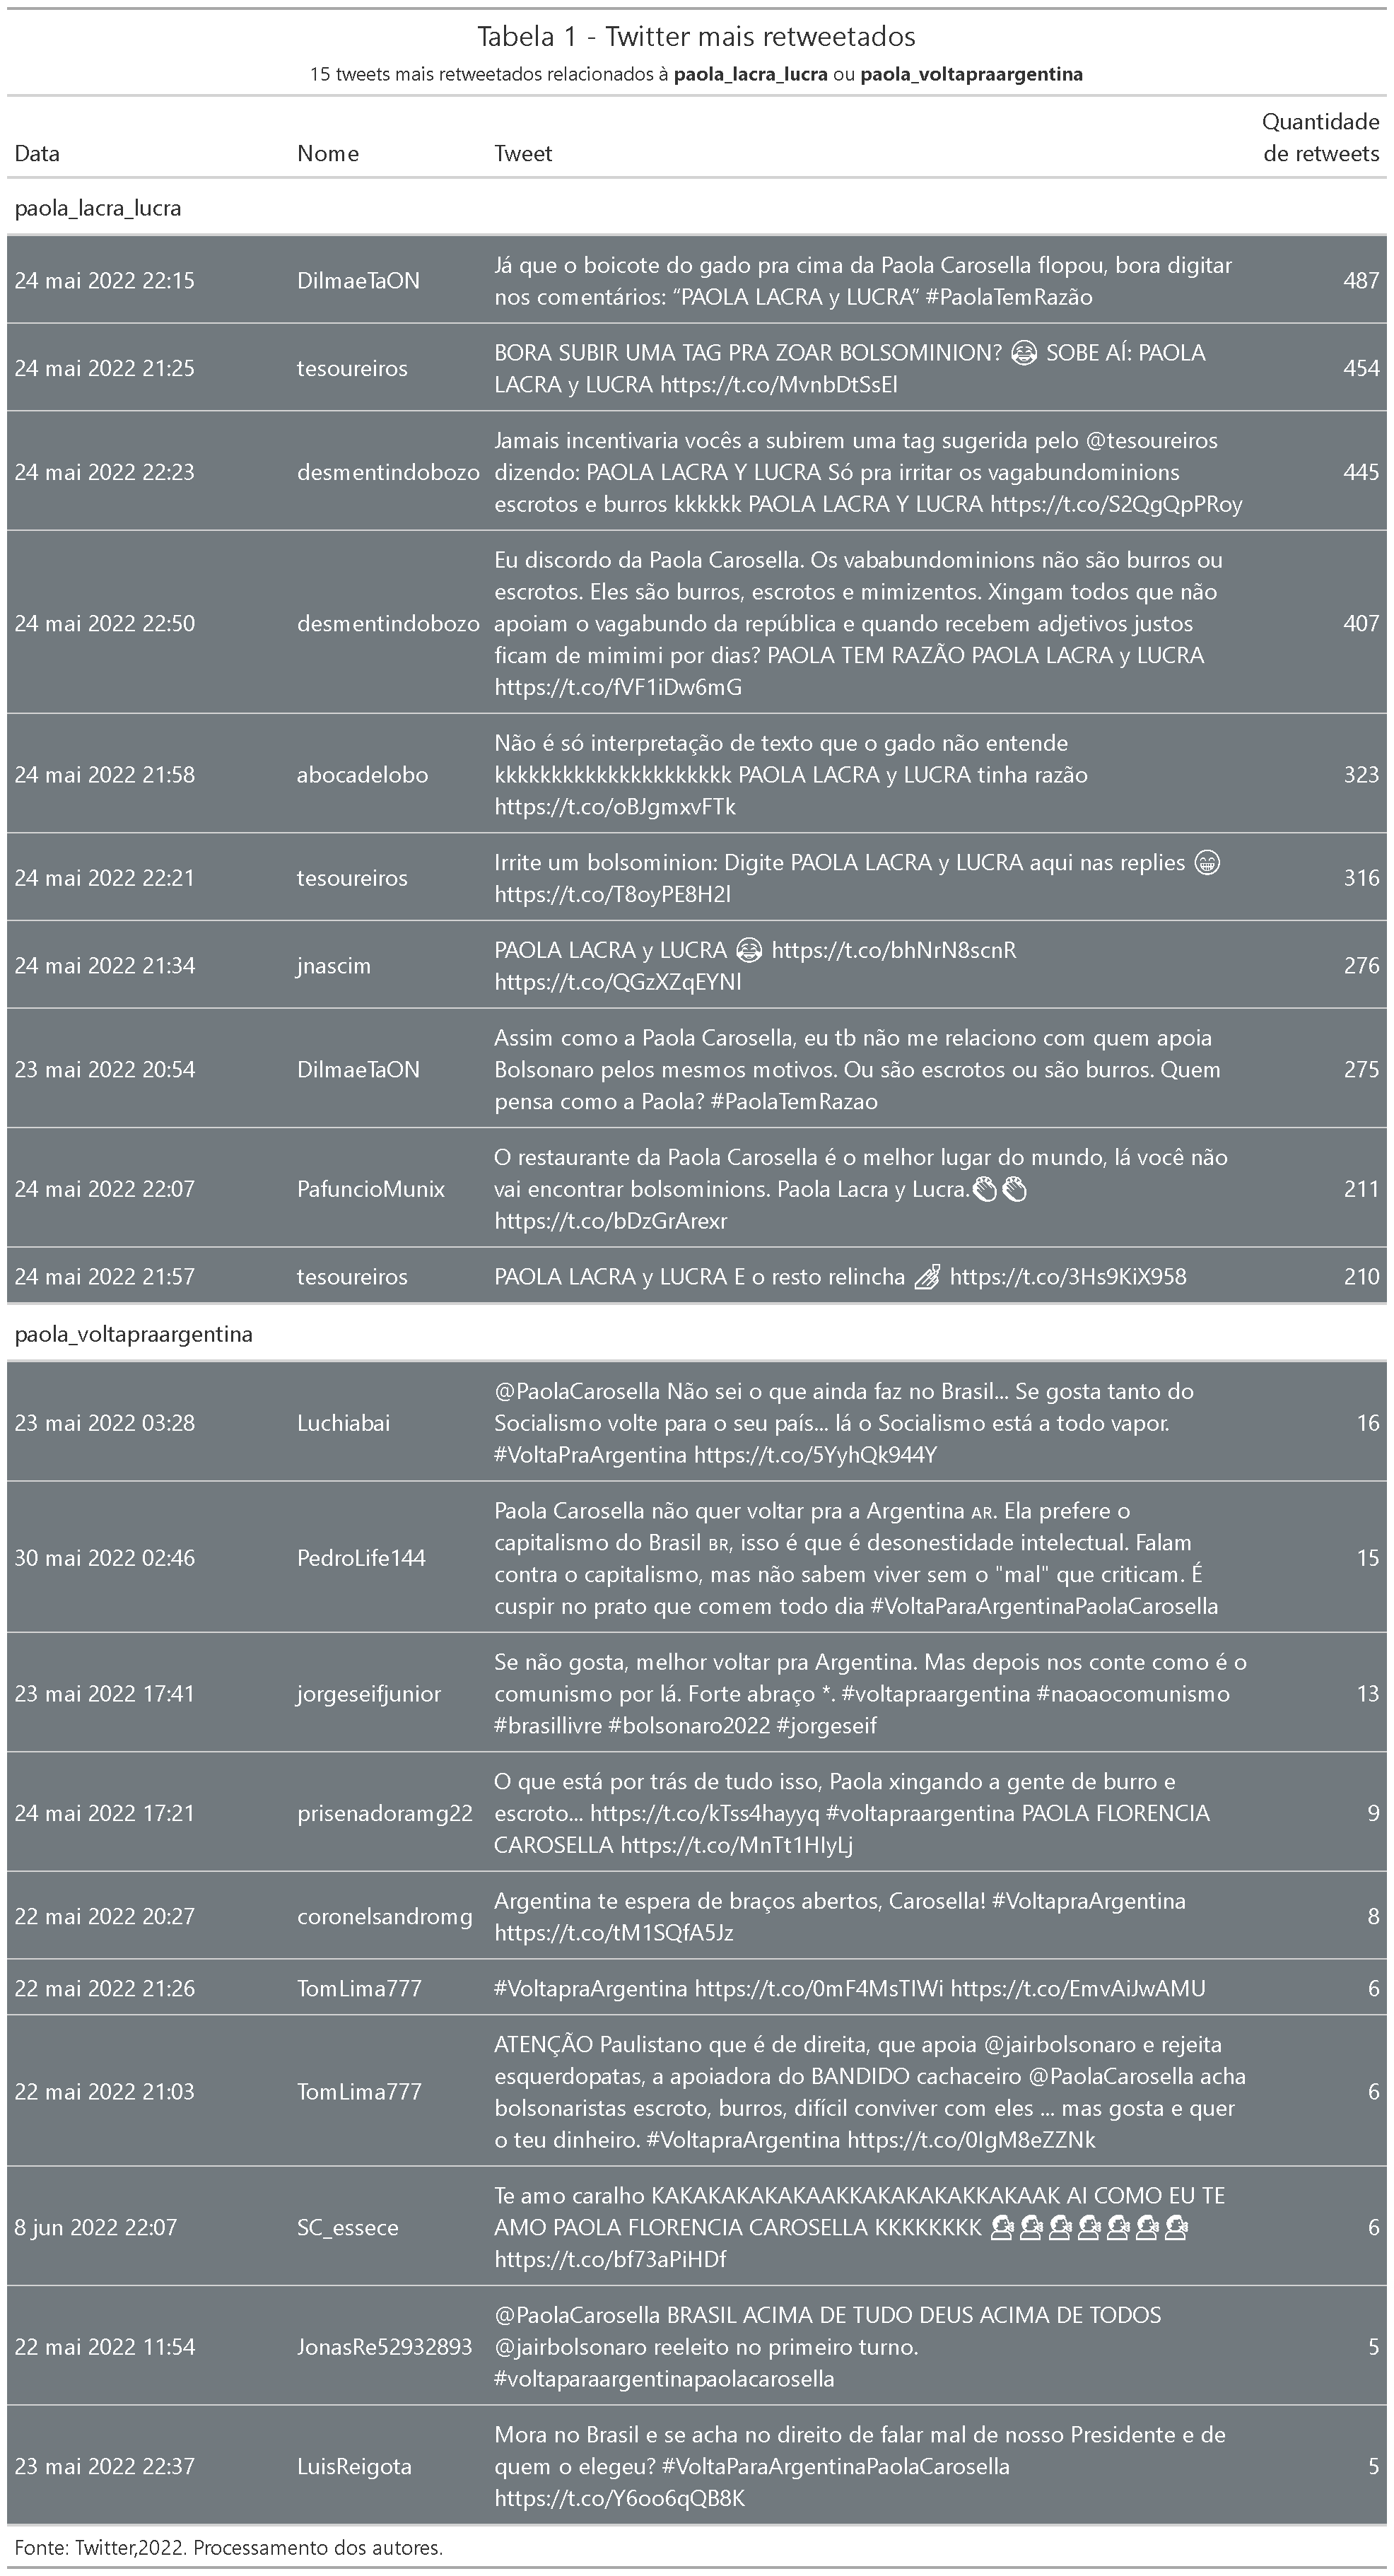 Tabela 1 - Twitter mais retweetados
15 tweets mais retweetados relacionados à paola_lacra_lucra ou paola_voltapraargentina
Data Nome Tweet Quantidade de retweets
paola_lacra_lucra
24 mai 2022 22:15 DilmaeTaON Já que o boicote do gado pra cima da Paola Carosella flopou, bora digitar
nos comentários: “PAOLA LACRA y LUCRA” #PaolaTemRazão 487
24 mai 2022 21:25 tesoureiros BORA SUBIR UMA TAG PRA ZOAR BOLSOMINION? 😂 SOBE AÍ: PAOLA
LACRA y LUCRA https://t.co/MvnbDtSsEl 454
24 mai 2022 22:23 desmentindobozo Jamais incentivaria vocês a subirem uma tag sugerida pelo @tesoureiros
dizendo: PAOLA LACRA Y LUCRA Só pra irritar os vagabundominions
escrotos e burros kkkkkk PAOLA LACRA Y LUCRA https://t.co/S2QgQpPRoy 445
24 mai 2022 22:50 desmentindobozo Eu discordo da Paola Carosella. Os vababundominions não são burros ou
escrotos. Eles são burros, escrotos e mimizentos. Xingam todos que não
apoiam o vagabundo da república e quando recebem adjetivos justos
ficam de mimimi por dias? PAOLA TEM RAZÃO PAOLA LACRA y LUCRA
https://t.co/fVF1iDw6mG 407
24 mai 2022 21:58 abocadelobo Não é só interpretação de texto que o gado não entende
kkkkkkkkkkkkkkkkkkkkk PAOLA LACRA y LUCRA tinha razão
https://t.co/oBJgmxvFTk 323
24 mai 2022 22:21 tesoureiros Irrite um bolsominion: Digite PAOLA LACRA y LUCRA aqui nas replies 😁
https://t.co/T8oyPE8H2l 316
24 mai 2022 21:34 jnascim PAOLA LACRA y LUCRA 😂 https://t.co/bhNrN8scnR
https://t.co/QGzXZqEYNl 276
23 mai 2022 20:54 DilmaeTaON Assim como a Paola Carosella, eu tb não me relaciono com quem apoia
Bolsonaro pelos mesmos motivos. Ou são escrotos ou são burros. Quem
pensa como a Paola? #PaolaTemRazao 275
24 mai 2022 22:07 PafuncioMunix O restaurante da Paola Carosella é o melhor lugar do mundo, lá você não
vai encontrar bolsominions. Paola Lacra y Lucra.👏👏
https://t.co/bDzGrArexr 211
24 mai 2022 21:57 tesoureiros PAOLA LACRA y LUCRA E o resto relincha 💅 https://t.co/3Hs9KiX958 210
paola_voltapraargentina
23 mai 2022 03:28 Luchiabai @PaolaCarosella Não sei o que ainda faz no Brasil... Se gosta tanto do
Socialismo volte para o seu país... lá o Socialismo está a todo vapor.
#VoltaPraArgentina https://t.co/5YyhQk944Y 16
30 mai 2022 02:46 PedroLife144 Paola Carosella não quer voltar pra a Argentina AR. Ela prefere o
capitalismo do Brasil BR, isso é que é desonestidade intelectual. Falam
contra o capitalismo, mas não sabem viver sem o "mal" que criticam. É
cuspir no prato que comem todo dia #VoltaParaArgentinaPaolaCarosella 15
23 mai 2022 17:41 jorgeseifjunior Se não gosta, melhor voltar pra Argentina. Mas depois nos conte como é o
comunismo por lá. Forte abraço *. #voltapraargentina #naoaocomunismo
#brasillivre #bolsonaro2022 #jorgeseif 13
24 mai 2022 17:21 prisenadoramg22 O que está por trás de tudo isso, Paola xingando a gente de burro e
escroto... https://t.co/kTss4hayyq #voltapraargentina PAOLA FLORENCIA
CAROSELLA https://t.co/MnTt1HIyLj 9
22 mai 2022 20:27 coronelsandromg Argentina te espera de braços abertos, Carosella! #VoltapraArgentina
https://t.co/tM1SQfA5Jz 8
22 mai 2022 21:26 TomLima777 #VoltapraArgentina https://t.co/0mF4MsTIWi https://t.co/EmvAiJwAMU 6
22 mai 2022 21:03 TomLima777 ATENÇÃO Paulistano que é de direita, que apoia @jairbolsonaro e rejeita
esquerdopatas, a apoiadora do BANDIDO cachaceiro @PaolaCarosella acha
bolsonaristas escroto, burros, difícil conviver com eles ... mas gosta e quer
o teu dinheiro. #VoltapraArgentina https://t.co/0IgM8eZZNk 6
8 jun 2022 22:07 SC_essece Te amo caralho KAKAKAKAKAKAAKKAKAKAKAKKAKAAK AI COMO EU TE
AMO PAOLA FLORENCIA CAROSELLA KKKKKKKK
https://t.co/bf73aPiHDf 6
22 mai 2022 11:54 JonasRe52932893 @PaolaCarosella BRASIL ACIMA DE TUDO DEUS ACIMA DE TODOS
@jairbolsonaro reeleito no primeiro turno.
#voltaparaargentinapaolacarosella 5
23 mai 2022 22:37 LuisReigota Mora no Brasil e se acha no direito de falar mal de nosso Presidente e de
quem o elegeu? #VoltaParaArgentinaPaolaCarosella
https://t.co/Y6oo6qQB8K 5
Fonte: Twitter,2022. Processamento dos autores.